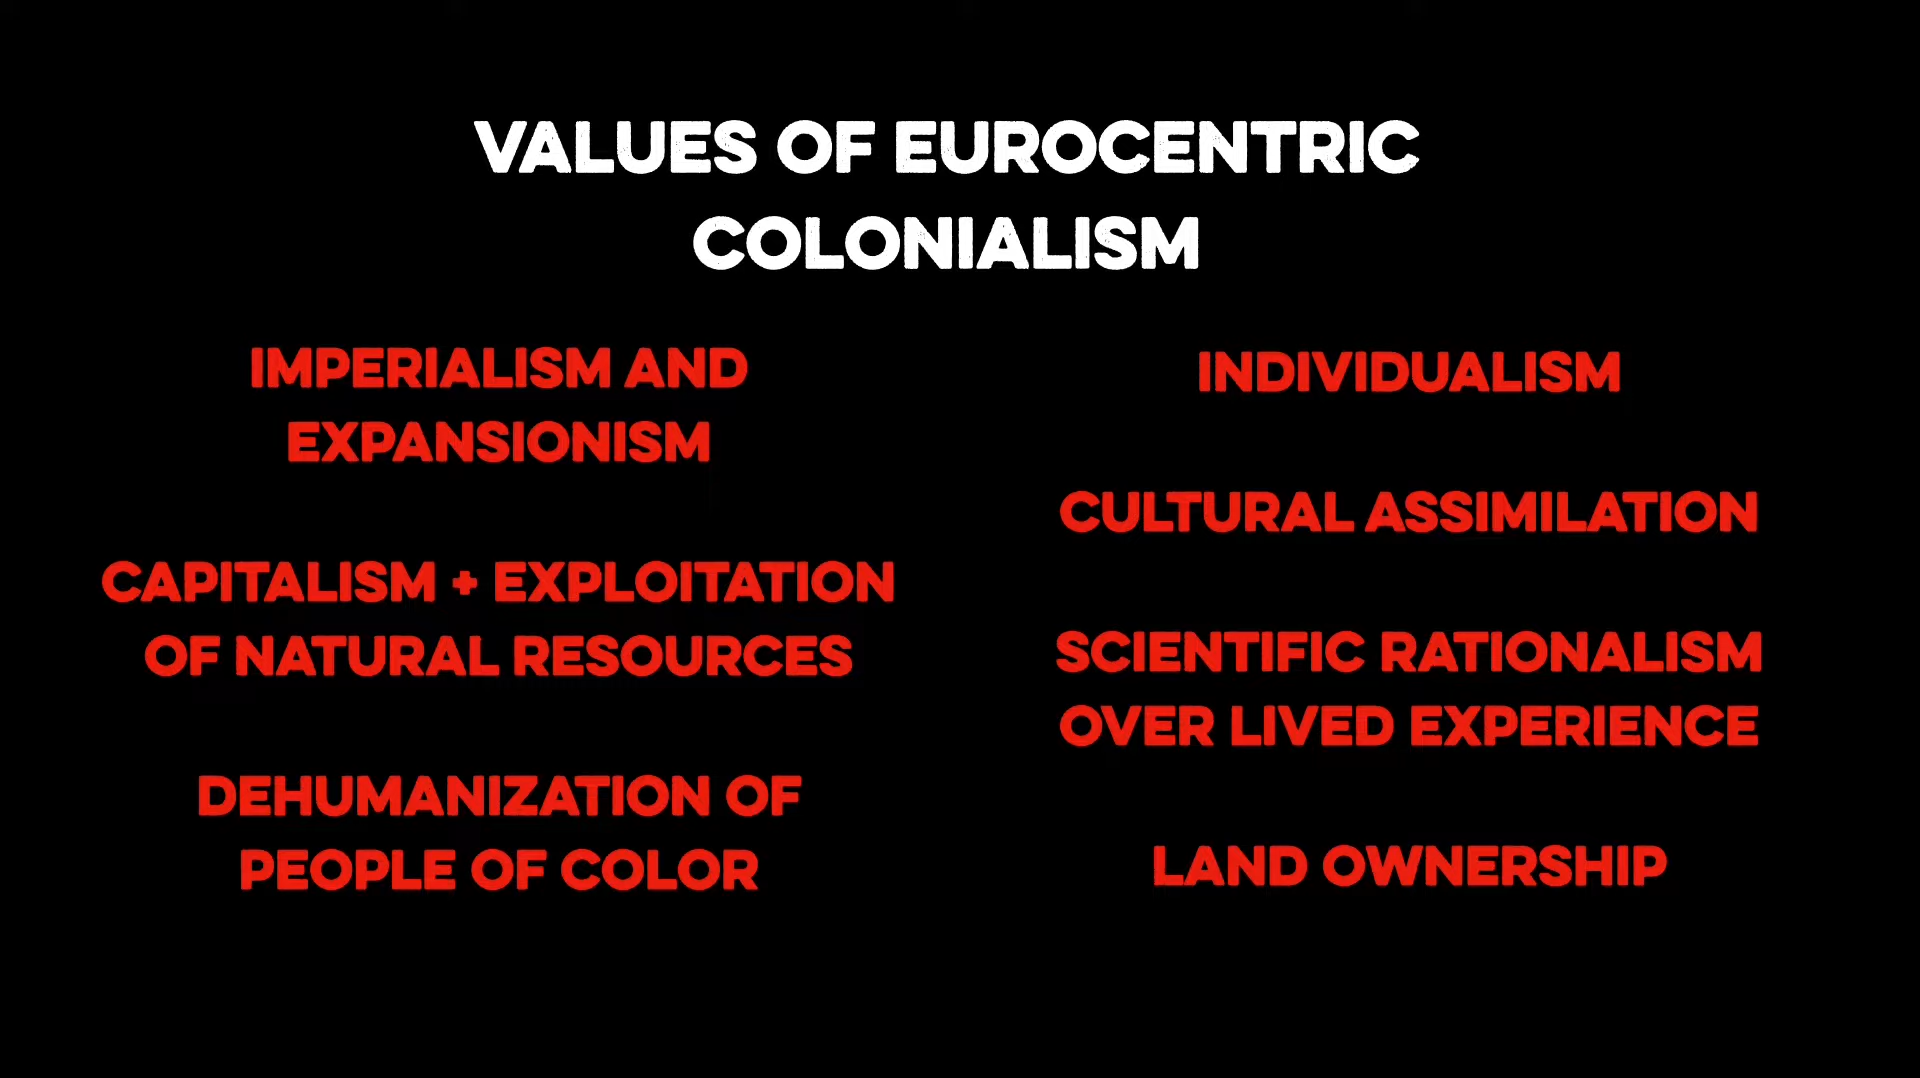 VALUES OF EUROCENTRIC
COLONIALISM
IMPERIALISM AND
EXPANSIONISM
CAPITALISM + EXPLOITATION
OF NATURAL RESOURCES
DEHUMANIZATION OF
PEOPLE OF COLOR
INDIVIDUALISM
CULTURAL ASSIMILATION
SCIENTIFIC RATIONALISM
OVER LIVED EXPERIENCE
LAND OWNERSHIP